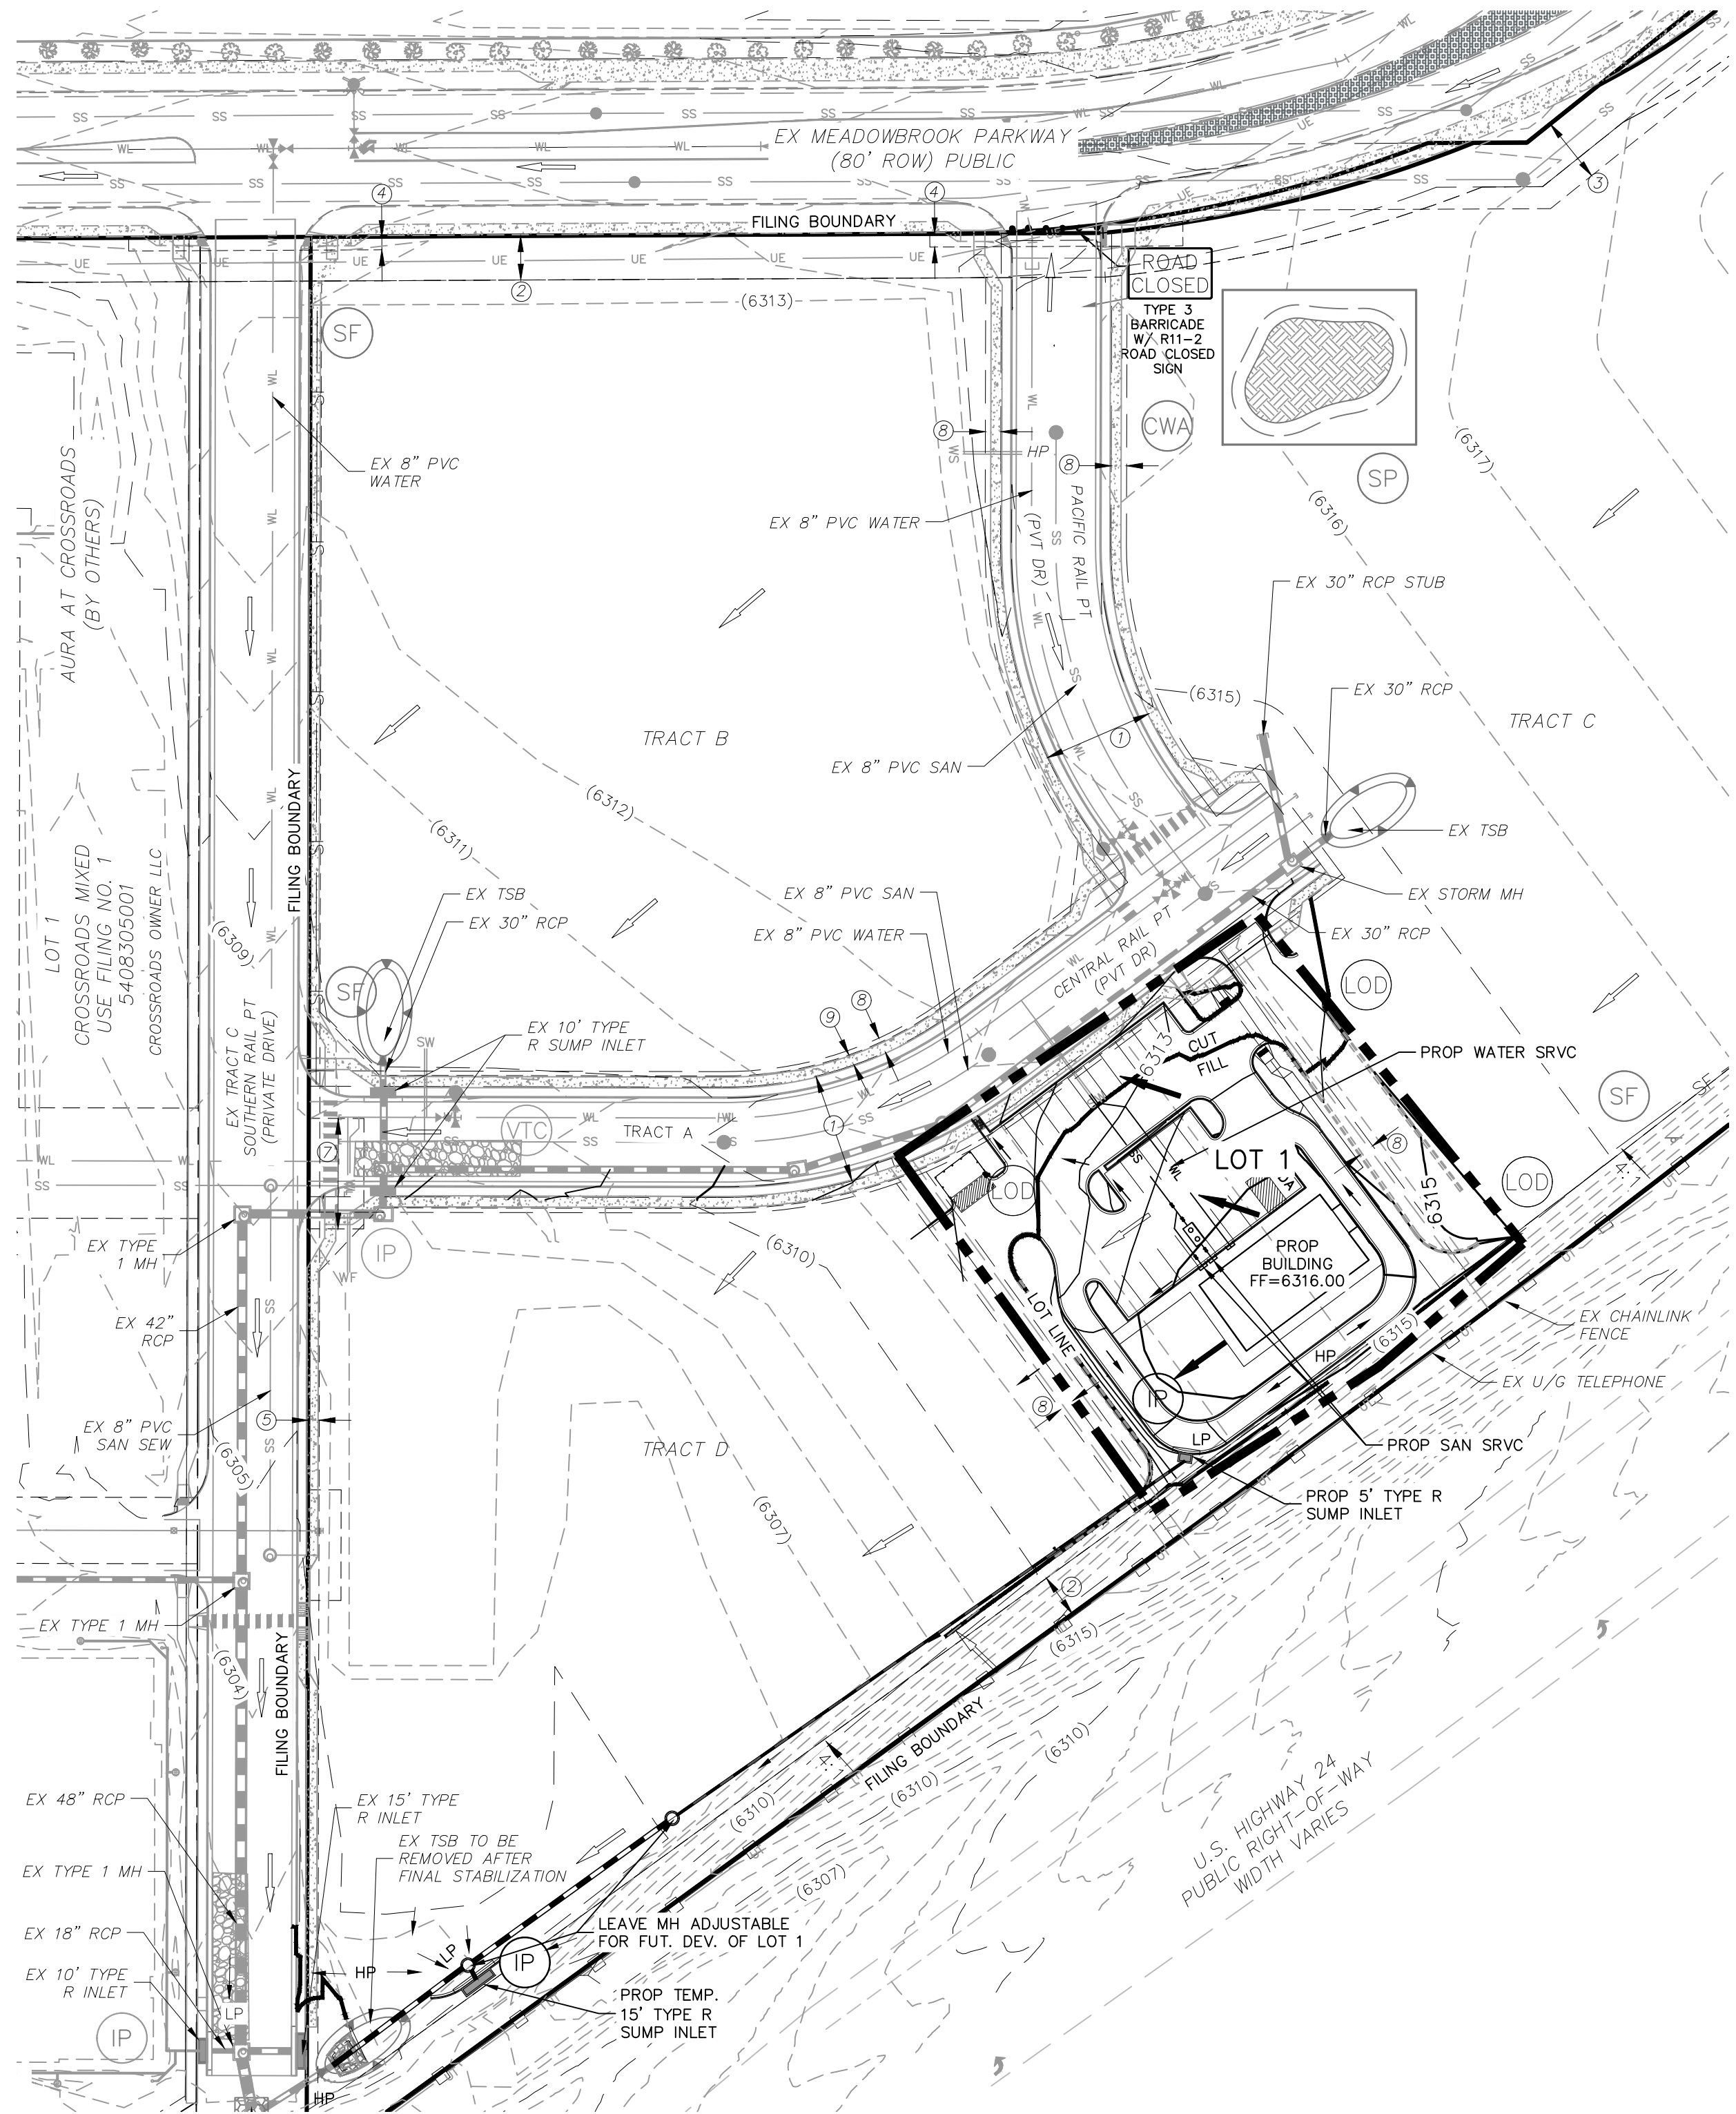 EX MEADOWBROOK PARKWAY
(80' ROW) PUBLIC
FILING BOUNDARY
ROAD
CLOSED
TYPE 3
BARRICADE
W/ R11-2
ROAD CLOSED
SIGN
(6313)
SF
CWA
SP
(6317)
(6316)
EX 8" PVC
WATER
EX 8" PVC WATER
HP
PACIFIC RAIL PT
(PVT DR)
AURA AT CROSSROADS
(BY OTHERS)
EX 30" RCP STUB
EX 30" RCP
(6315)
TRACT C
TRACT B
EX 8" PVC SAN
(6312)
(6311)
FILING BOUNDARY
EX TSB
EX STORM MH
EX 30" RCP
LOT 1
CROSSROADS MIXED
USE FILING NO. 1
5408305001
CROSSROADS OWNER LLC
(6309)
EX TSB
EX 30" RCP
EX 8" PVC SAN
EX 8" PVC WATER
CENTRAL RAIL PT
(PVT DR)
LOD
SF
EX TRACT C
SOUTHERN RAIL PT
(PRIVATE DRIVE)
EX 10' TYPE
R SUMP INLET
SW
6313
CUT
FILL
PROP WATER SRVC
SF
VTC
TRACT A
LOT 1
LOD
LOD
6315
4:1
EX TYPE
1 MH
IP
WF
(6310)
PROP
BUILDING
FF=6316.00
EX 42"
RCP
LOT LINE
(6315)
HP
EX CHAINLINK
FENCE
EX U/G TELEPHONE
IP
LP
PROP SAN SRVC
EX 8" PVC
SAN SEW
(6305)
TRACT D
(6307)
PROP 5' TYPE R
SUMP INLET
EX TYPE 1 MH
(6304)
FILING BOUNDARY
(6315)
FILING BOUNDARY
4:1
(6310)
(6310)
(6310)
(6307)
U.S. HIGHWAY 24
PUBLIC RIGHT-OF-WAY
WIDTH VARIES
EX 48" RCP
EX 15' TYPE
R INLET
EX TSB TO BE
REMOVED AFTER
FINAL STABILIZATION
EX TYPE 1 MH
EX 18" RCP
EX 10' TYPE
R INLET
LP
IP
HP
LP
IP
LEAVE MH ADJUSTABLE
FOR FUT. DEV. OF LOT 1
PROP TEMP.
15' TYPE R
SUMP INLET
HP